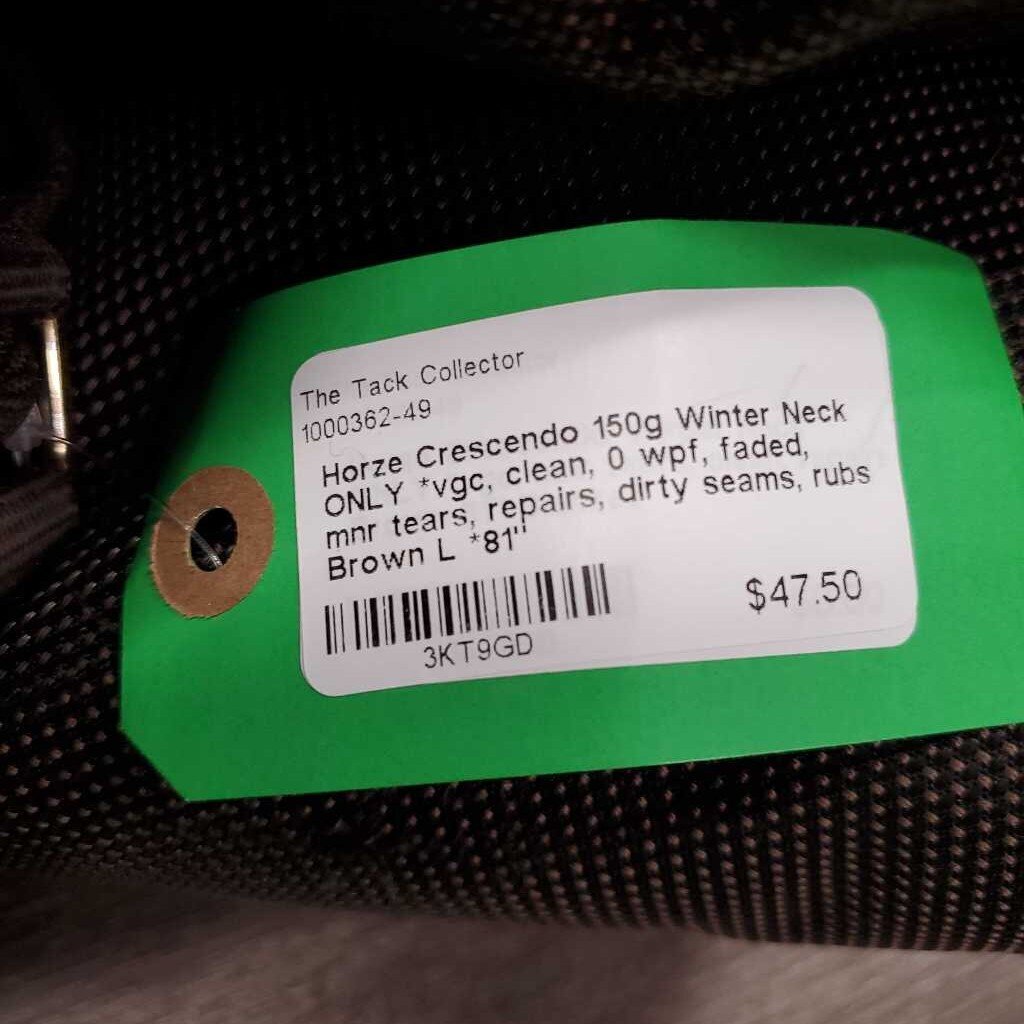 The Tack Collector
1000362-49
Horze Crescendo 150g Winter Neck
ONLY *vgc, clean, 0 wpf, faded,
mnr tears, repairs, dirty seams, rubs
Brown L *81"
$47.50
3KT9GD